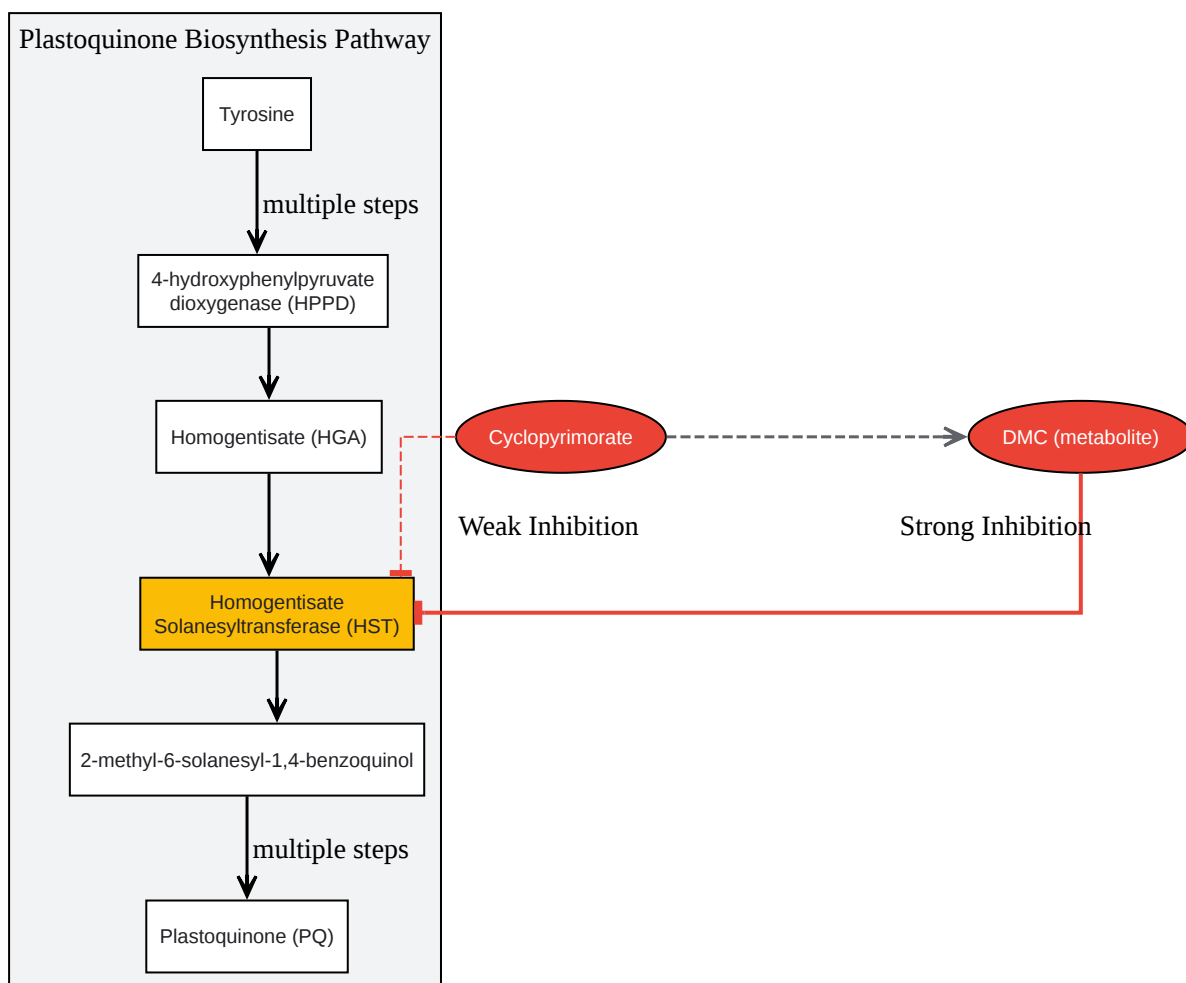 Plastoquinone Biosynthesis Pathway
Tyrosine
multiple steps
4-hydroxyphenylpyruvate
dioxygenase (HPPD)
Homogentisate (HGA)
Cyclopyrimorate
DMC (metabolite)
Weak Inhibition
Strong Inhibition
Homogentisate
Solanesyltransferase (HST)
2-methyl-6-solanesyl-1,4-benzoquinol
multiple steps
Plastoquinone (PQ)